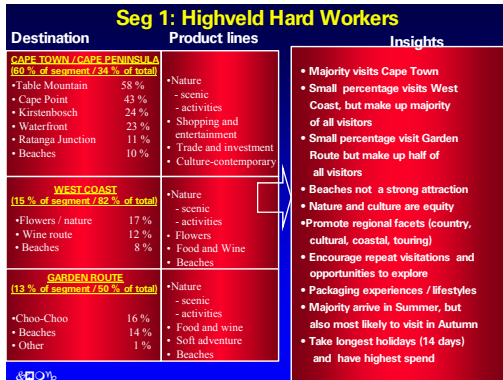 Seg 1: Highveld Hard Workers
Destination
Product lines
Insights
CAPE TOWN / CAPE PENINSULA
(60 % of segment / 34 % of total)
•Table Mountain 58 %
• Cape Point 43 %
• Kirstenbosch 24 %
• Waterfront 23 %
• Ratanga Junction 11 %
• Beaches 10 %
•Nature
- scenic
- activities
• Shopping and
entertainment
• Trade and investment
• Culture-contemporary
WEST COAST
(15 % of segment / 82 % of total)
•Flowers / nature 17 %
• Wine route 12 %
• Beaches 8 %
•Nature
- scenic
- activities
• Flowers
• Food and Wine
• Beaches
GARDEN ROUTE
(13 % of segment / 50 % of total)
•Choo-Choo 16 %
• Beaches 14 %
• Other 1 %
•Nature
- scenic
- activities
• Food and wine
• Soft adventure
• Beaches
• Majority visits Cape Town
• Small percentage visits West
Coast, but make up majority
of all visitors
• Small percentage visit Garden
Route but make up half of
all visitors
• Beaches not a strong attraction
• Nature and culture are equity
•Promote regional facets (country,
cultural, coastal, touring)
• Encourage repeat visitations and
opportunities to explore
• Packaging experiences / lifestyles
• Majority arrive in Summer, but
also most likely to visit in Autumn
• Take longest holidays (14 days)
and have highest spend